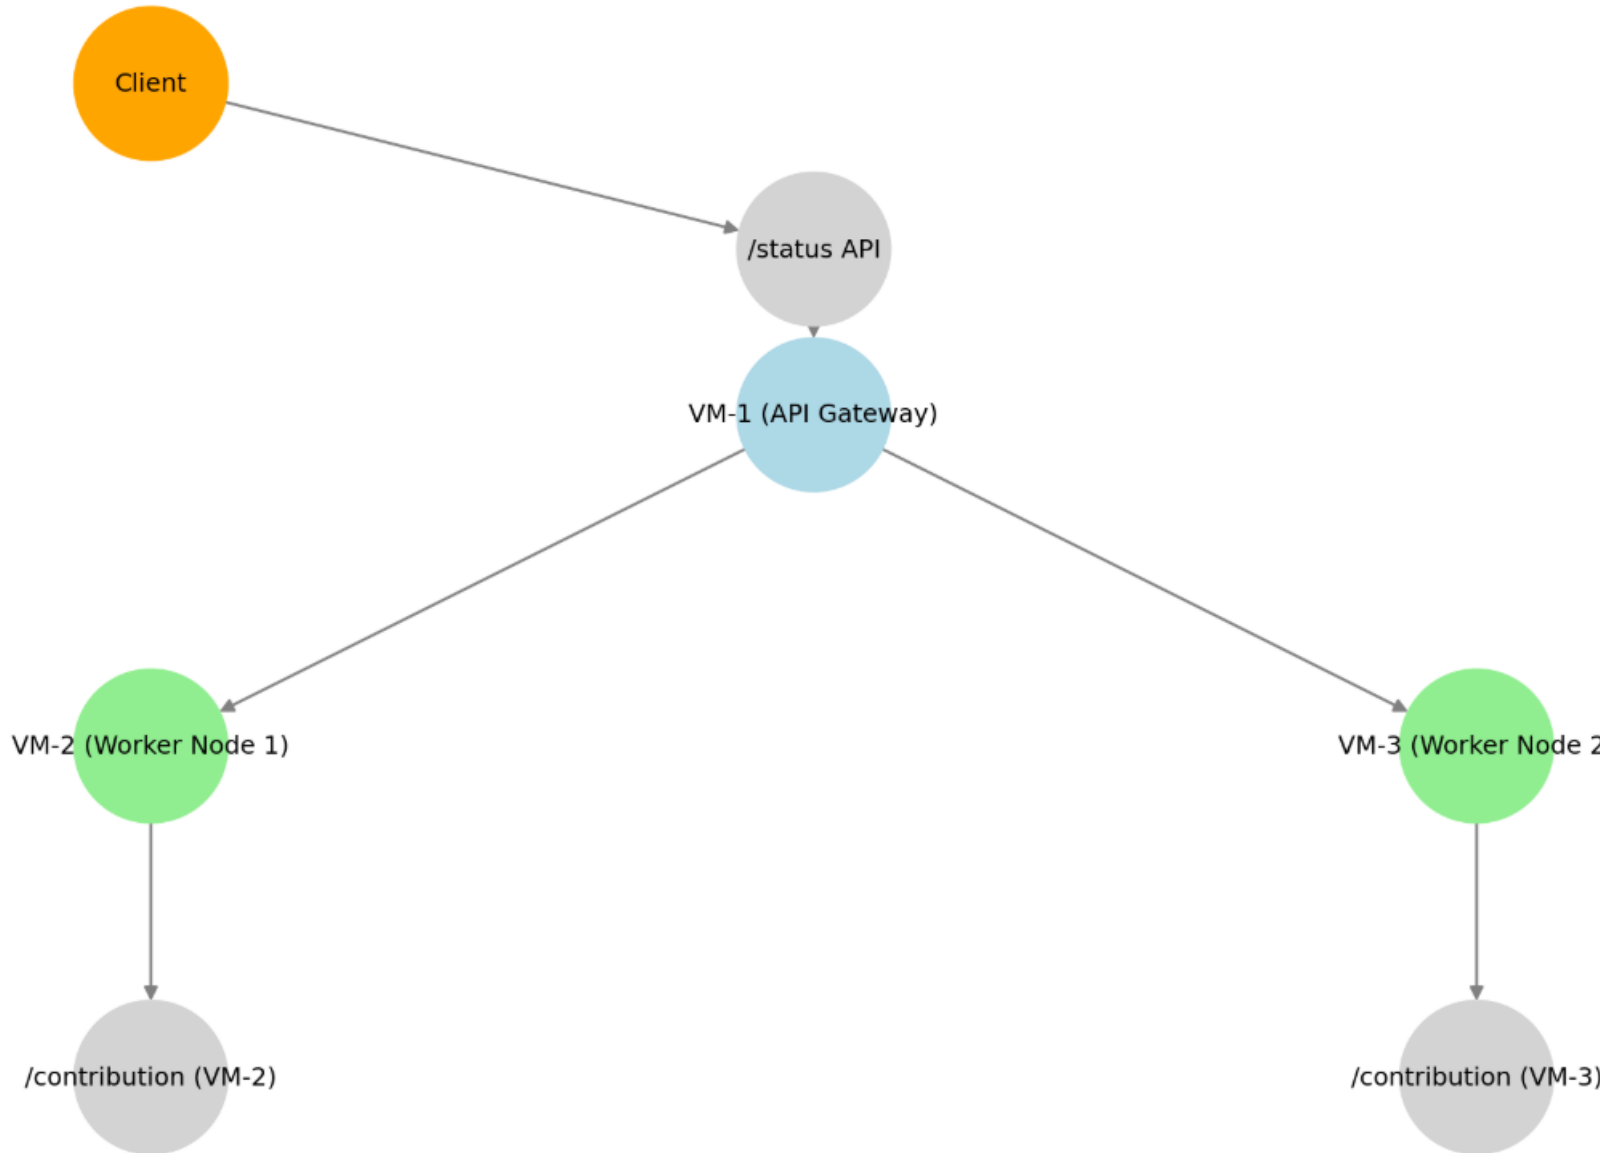 Client
/status API
VM-1 (API Gateway)
VM-2 (Worker Node 1)
VM-3 (Worker Node 2
/contribution (VM-2)
/contribution (VM-3)